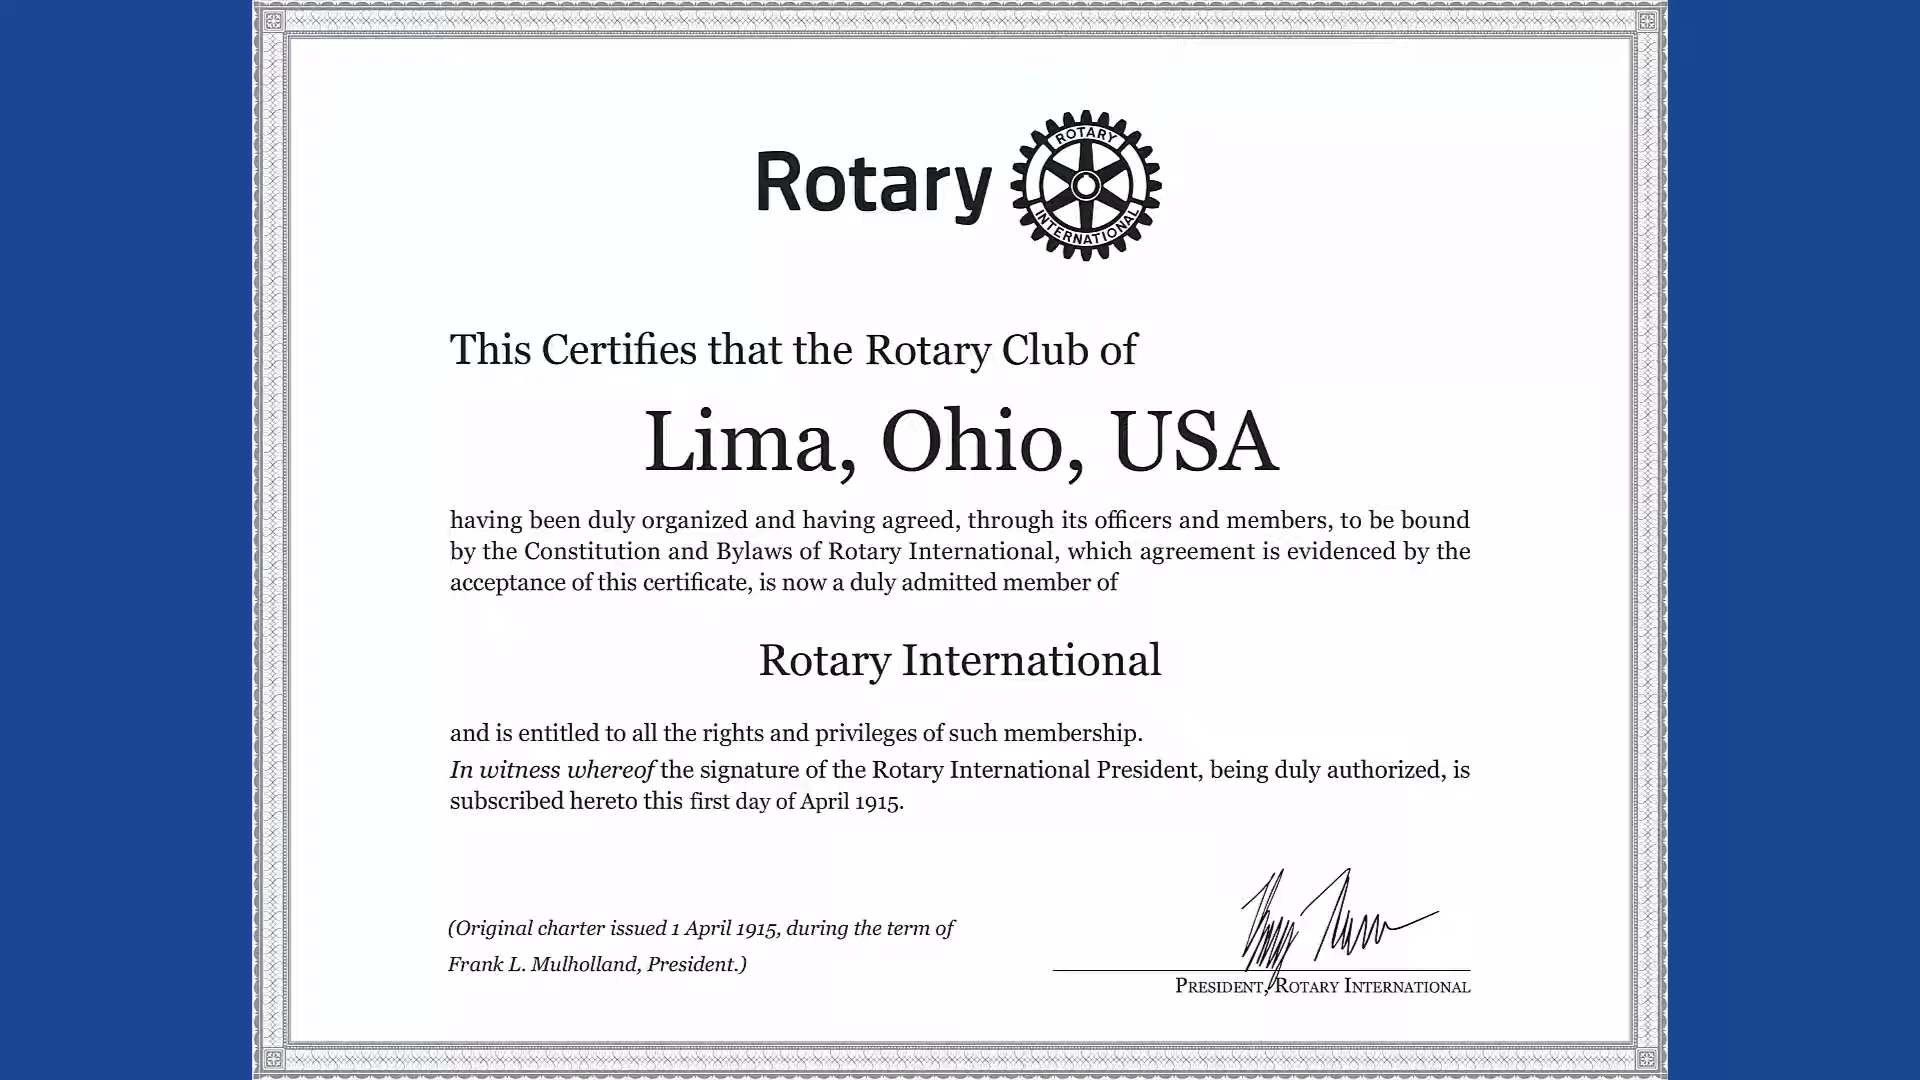 Rotary
ROTARY
INTERNATIONAL
This Certifies that the Rotary Club of
Lima, Ohio, USA
having been duly organized and having agreed, through its officers and members, to be bound
by the Constitution and Bylaws of Rotary International, which agreement is evidenced by the
acceptance of this certificate, is now a duly admitted member of
Rotary International
and is entitled to all the rights and privileges of such membership.
In witness whereof the signature of the Rotary International President, being duly authorized, is
subscribed hereto this first day of April 1915.
(Original charter issued 1 April 1915, during the term of
Frank L. Mulholland, President.)
PRESIDENT, ROTARY INTERNATIONAL